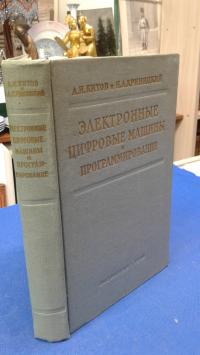 А.И.КИТОВ и Н.А.КРИНИЦКИЙ
ЭЛЕКТРОННЫЕ
ЦИФРОВЫЕ МАШИНЫ
И
ПРОГРАММИРОВАНИЕ
ЭЛЕКТРОННЫЕ
ЦИФРОВЫЕ
МАШИНЫ
И
ПРОГРАМ-
МИРОВАНИЕ